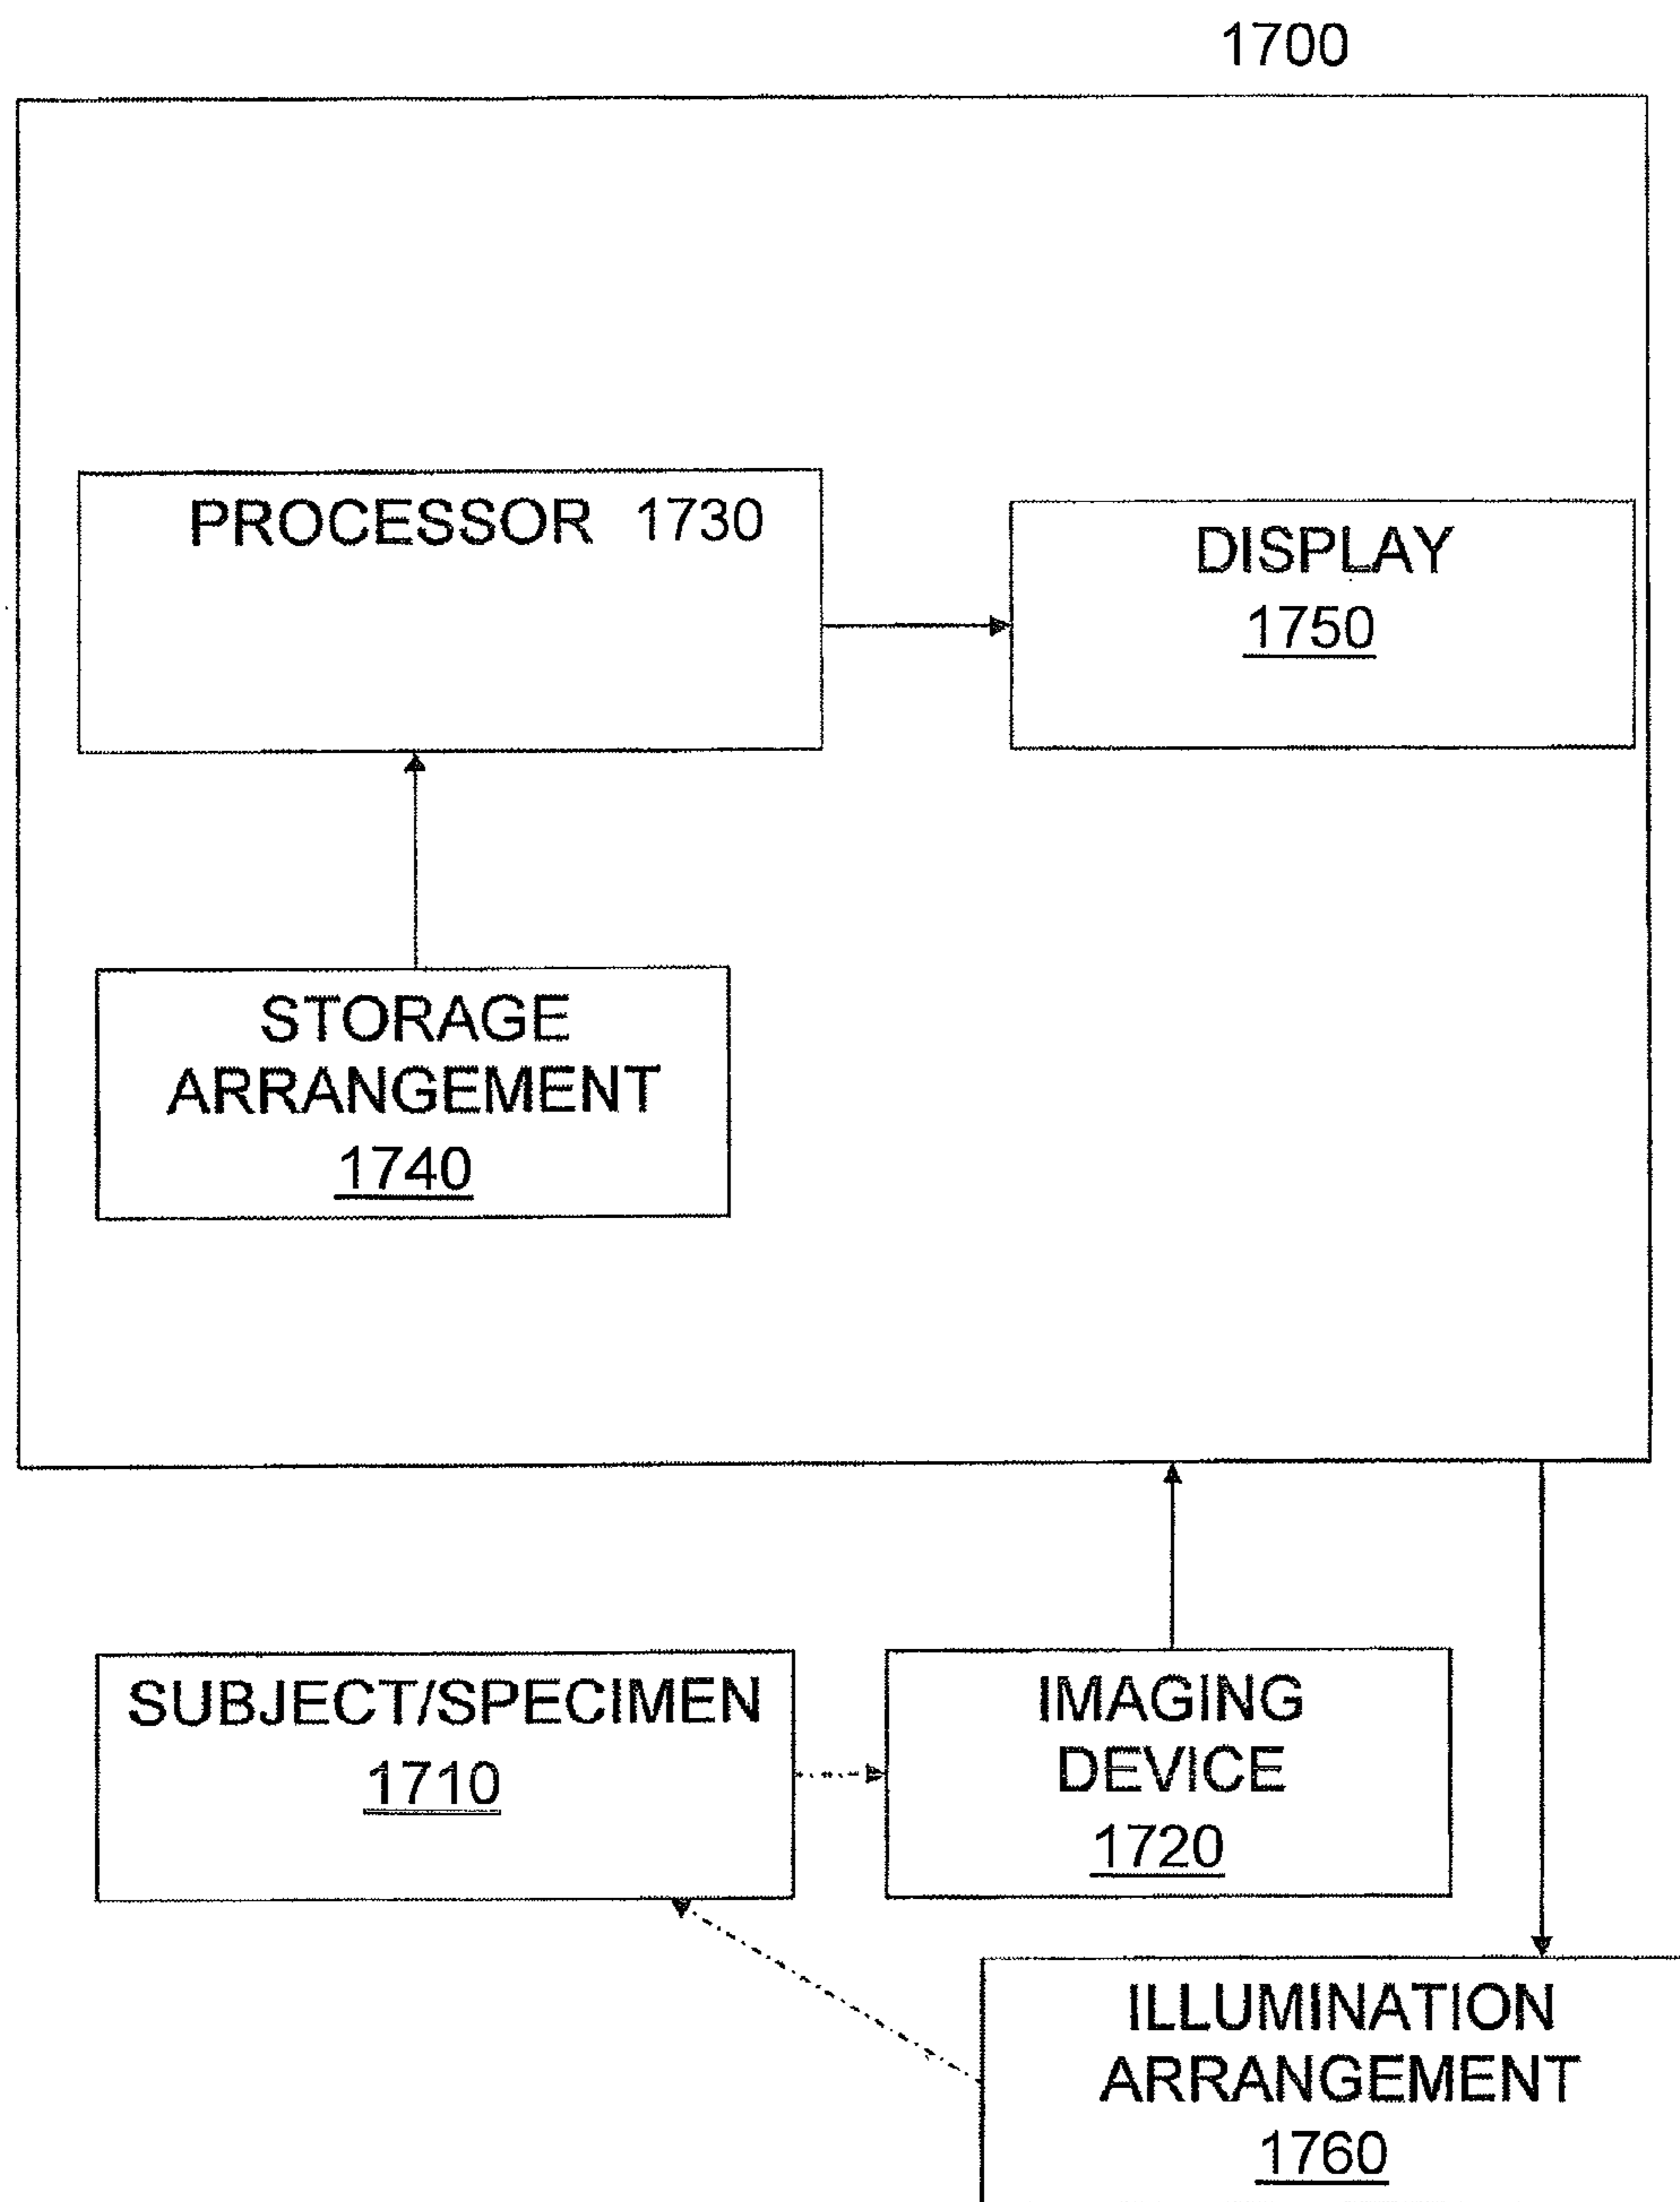 1700
PROCESSOR 1730
DISPLAY
1750
STORAGE
ARRANGEMENT
1740
SUBJECT/SPECIMEN
1710
IMAGING
DEVICE
1720
ILLUMINATION
ARRANGEMENT
1760